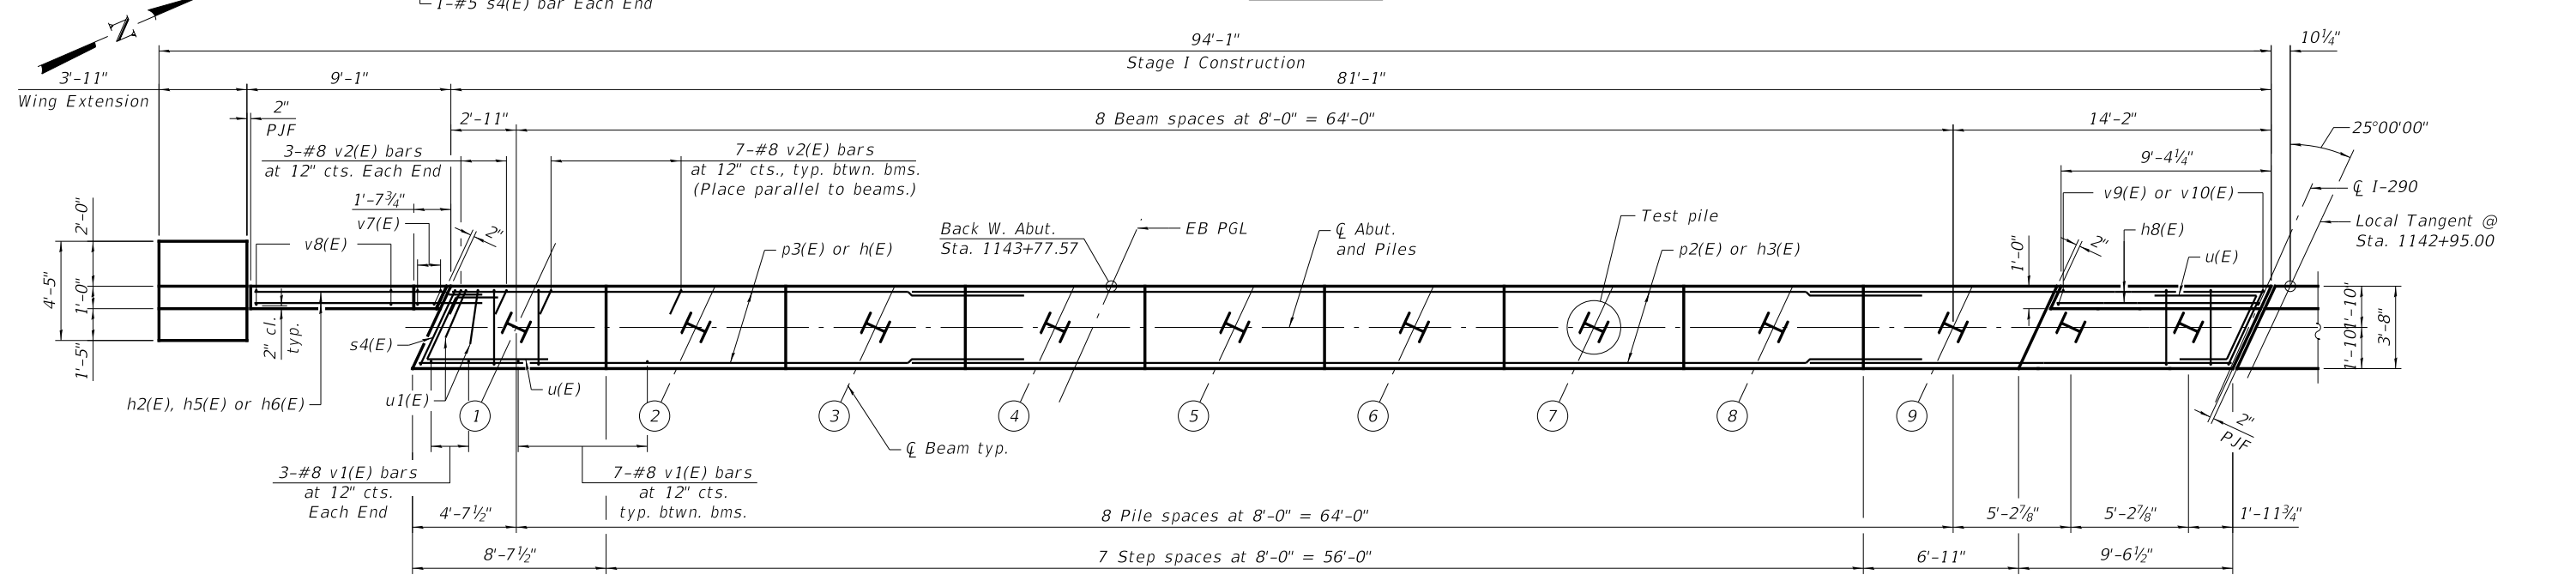 1-#5 s4(E) bar Each End
N
94'-1"
10¼"
Stage I Construction
3'-11"
9'-1"
81'-1"
Wing Extension
2"
PJF
2'-11"
8 Beam spaces at 8'-0" = 64'-0"
14'-2"
25°00'00"
3-#8 v2(E) bars
at 12" cts. Each End
7-#8 v2(E) bars
at 12" cts., typ. btwn. bms.
(Place parallel to beams.)
9'-4¼"
v9(E) or v10(E)
℄ I-290
1'-7¾"
v7(E)
2"
v8(E)
2'-0"
4'-5"
1'-0"
1'-5"
2" cl.
typ.
Back W. Abut.
Sta. 1143+77.57
EB PGL
℄ Abut.
and Piles
Test pile
p3(E) or h(E)
p2(E) or h3(E)
Local Tangent @
Sta. 1142+95.00
h8(E)
u(E)
1'-0"
2"
1'-10"
1'-10"
3'-8"
s4(E)
h2(E), h5(E) or h6(E)
u1(E)
u(E)
1
2
3
4
5
6
7
8
9
℄ Beam typ.
2"
PJF
3-#8 v1(E) bars
at 12" cts.
Each End
7-#8 v1(E) bars
at 12" cts.
typ. btwn. bms.
4'-7½"
8 Pile spaces at 8'-0" = 64'-0"
5'-2⅞"
5'-2⅞"
1'-11¾"
8'-7½"
7 Step spaces at 8'-0" = 56'-0"
6'-11"
9'-6½"